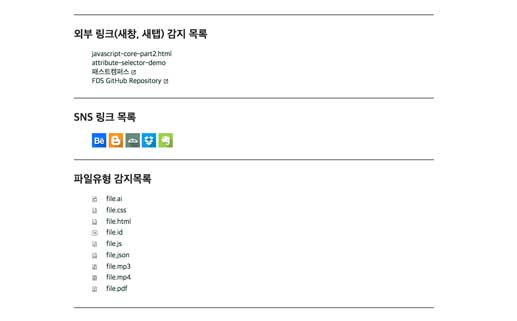 외부 링크(새창, 새탭) 감지 목록
javascript-core-part2.html
attribute-selector-demo
패스트캠퍼스
FDS GitHub Repository
SNS 링크 목록
Bē
파일유형 감지목록
file.ai
file.css
file.html
file.id
file.js
file.json
file.mp3
file.mp4
file.pdf